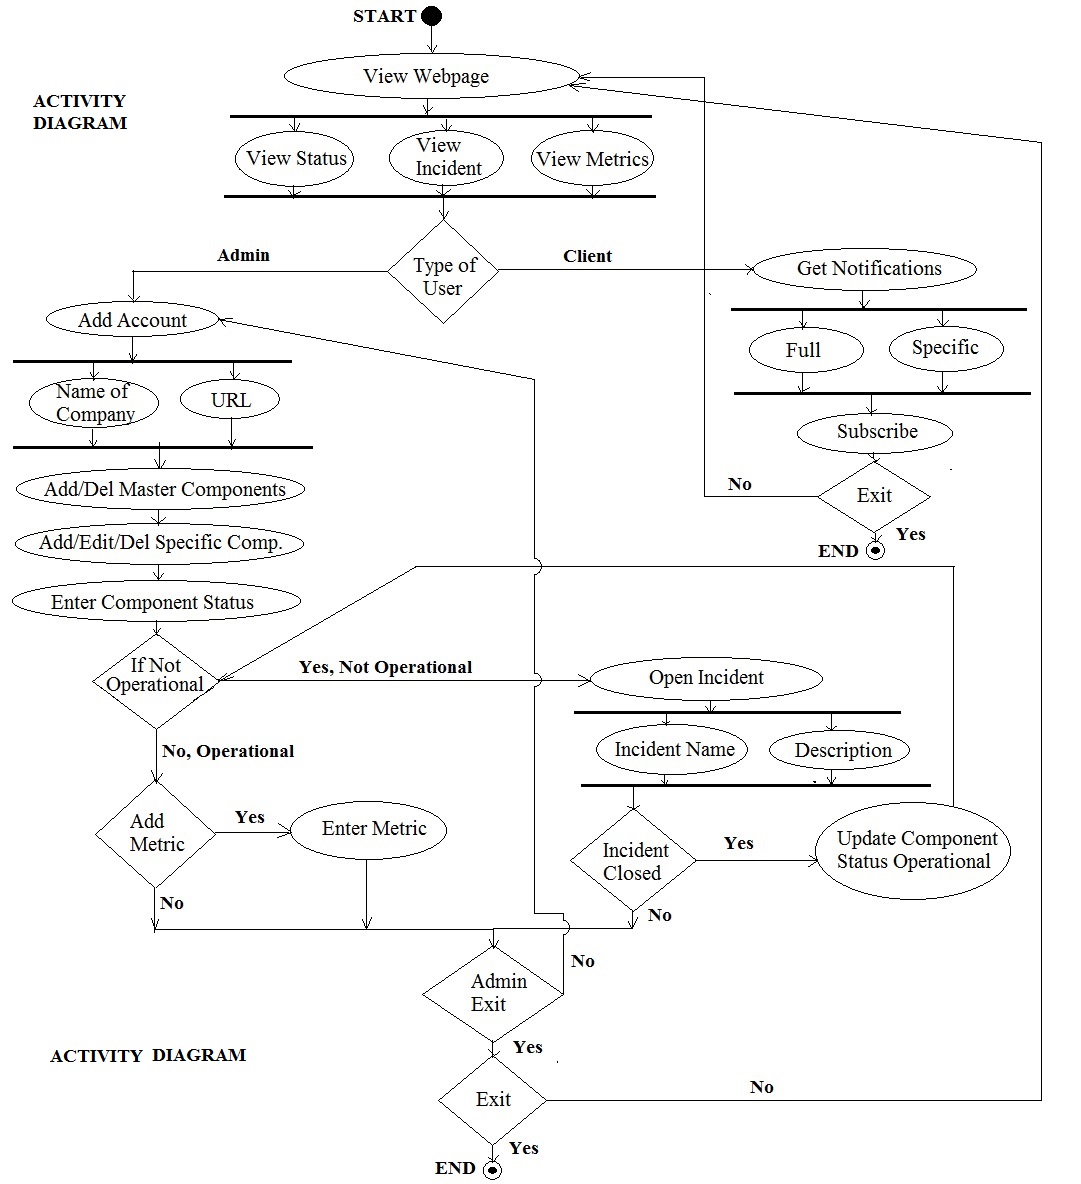 START
View Webpage
ACTIVITY
DIAGRAM
View Status
View
Incident
View Metrics
Admin
Type of
User
Client
Get Notifications
Add Account
Full
Specific
Name of
Company
URL
Subscribe
Add/Del Master Components
No
Exit
Yes
END
Add/Edit/Del Specific Comp.
Enter Component Status
If Not
Operational
Yes, Not Operational
Open Incident
No, Operational
Incident Name
Description
Add
Metric
Yes
Enter Metric
Incident
Closed
Yes
Update Component
Status Operational
No
No
Admin
Exit
No
Yes
ACTIVITY DIAGRAM
Exit
No
Yes
END